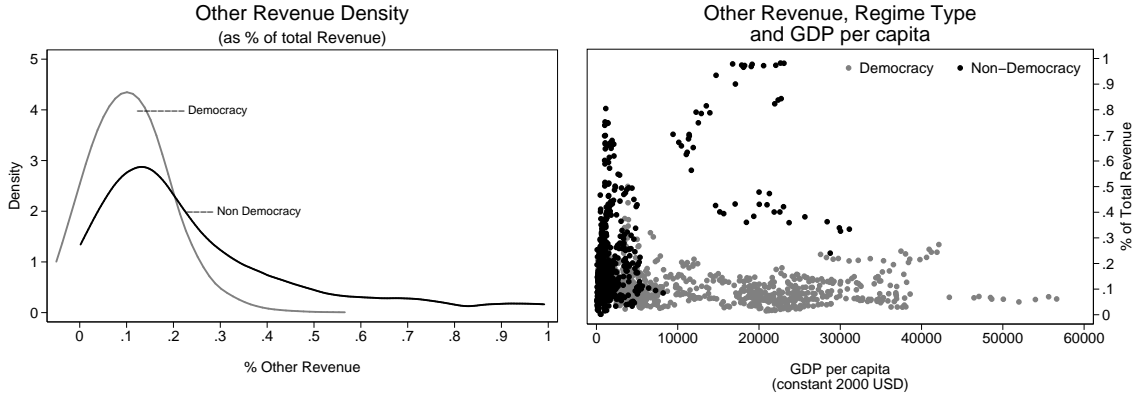 Other Revenue Density
(as % of total Revenue)
5
4
3
2
1
0
Density
Democracy
Non Democracy
0 .1 .2 .3 .4 .5 .6 .7 .8 .9 1
% Other Revenue
Other Revenue, Regime Type
and GDP per capita
Democracy Non−Democracy
1
.9
.8
.7
.6
.5
.4
.3
.2
.1
0
% of Total Revenue
0 10000 20000 30000 40000 50000 60000
GDP per capita
(constant 2000 USD)